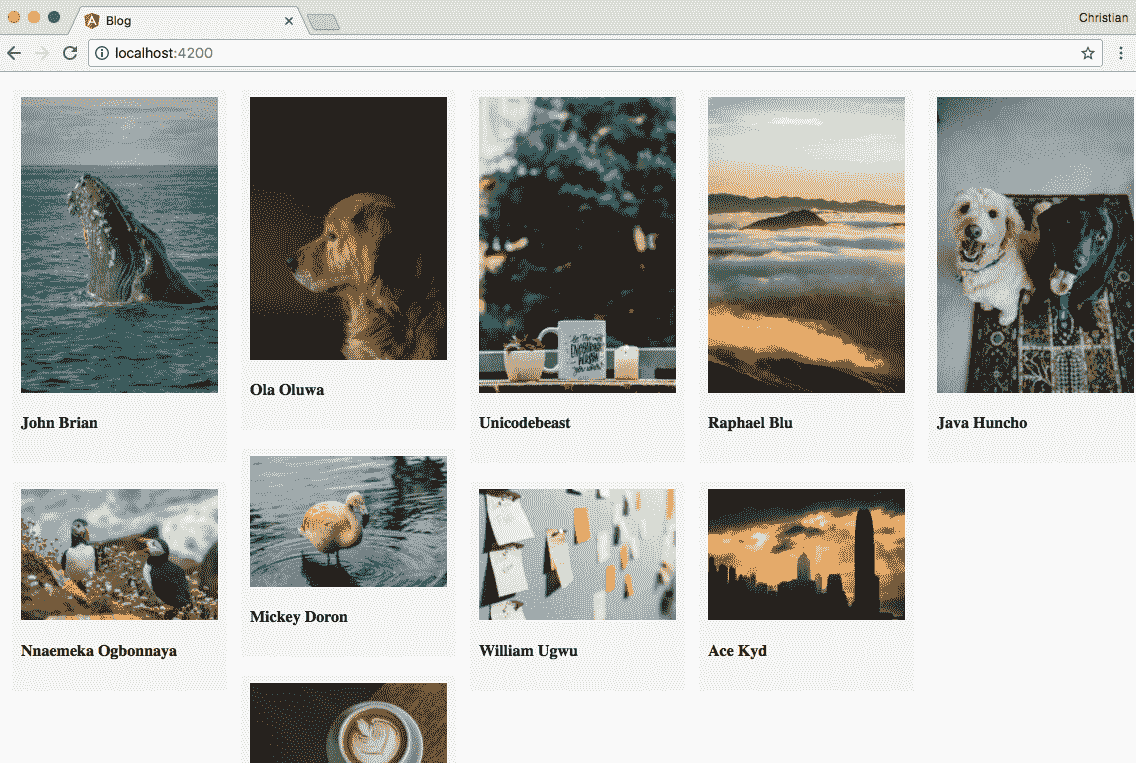 Blog
Christian
localhost:4200
John Brian
Ola Oluwa
Unicodebeast
Raphael Blu
Java Huncho
Nnaemeka Ogbonnaya
Mickey Doron
William Ugwu
Ace Kyd